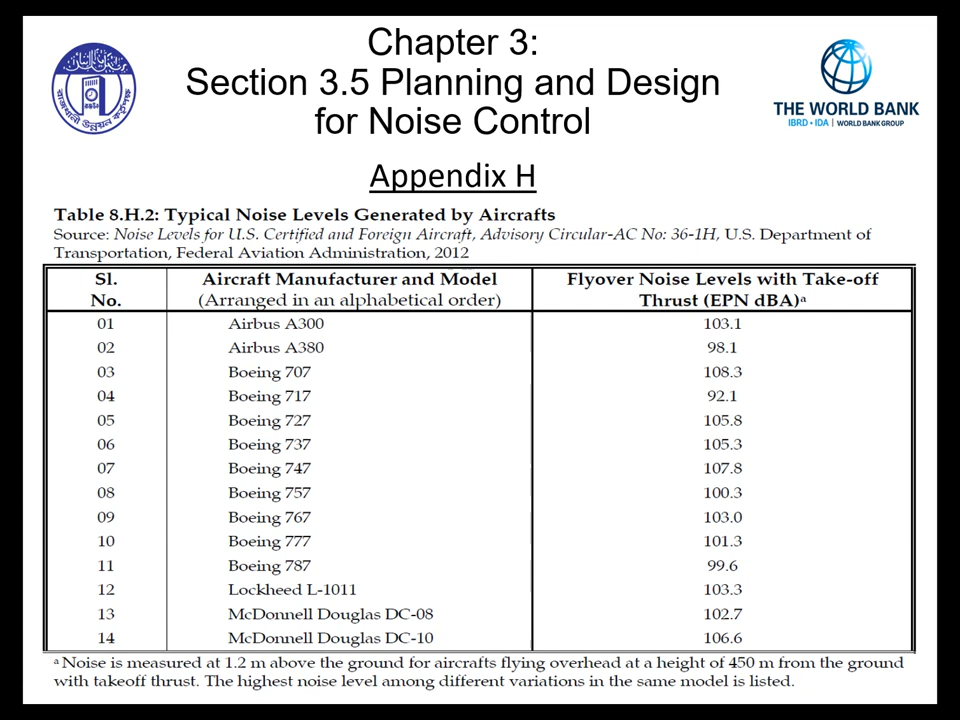 Chapter 3:
Section 3.5 Planning and Design
for Noise Control
THE WORLD BANK
IBRD • IDA | WORLD BANK GROUP
Appendix H
Table 8.H.2: Typical Noise Levels Generated by Aircrafts
Source: Noise Levels for U.S. Certified and Foreign Aircraft, Advisory Circular-AC No: 36-1H, U.S. Department of
Transportation, Federal Aviation Administration, 2012
Sl. No. Aircraft Manufacturer and Model (Arranged in an alphabetical order) Flyover Noise Levels with Take-off Thrust (EPN dBA)ᵃ
01 Airbus A300 103.1
02 Airbus A380 98.1
03 Boeing 707 108.3
04 Boeing 717 92.1
05 Boeing 727 105.8
06 Boeing 737 105.3
07 Boeing 747 107.8
08 Boeing 757 100.3
09 Boeing 767 103.0
10 Boeing 777 101.3
11 Boeing 787 99.6
12 Lockheed L-1011 103.3
13 McDonnell Douglas DC-08 102.7
14 McDonnell Douglas DC-10 106.6
ᵃ Noise is measured at 1.2 m above the ground for aircrafts flying overhead at a height of 450 m from the ground
with takeoff thrust. The highest noise level among different variations in the same model is listed.